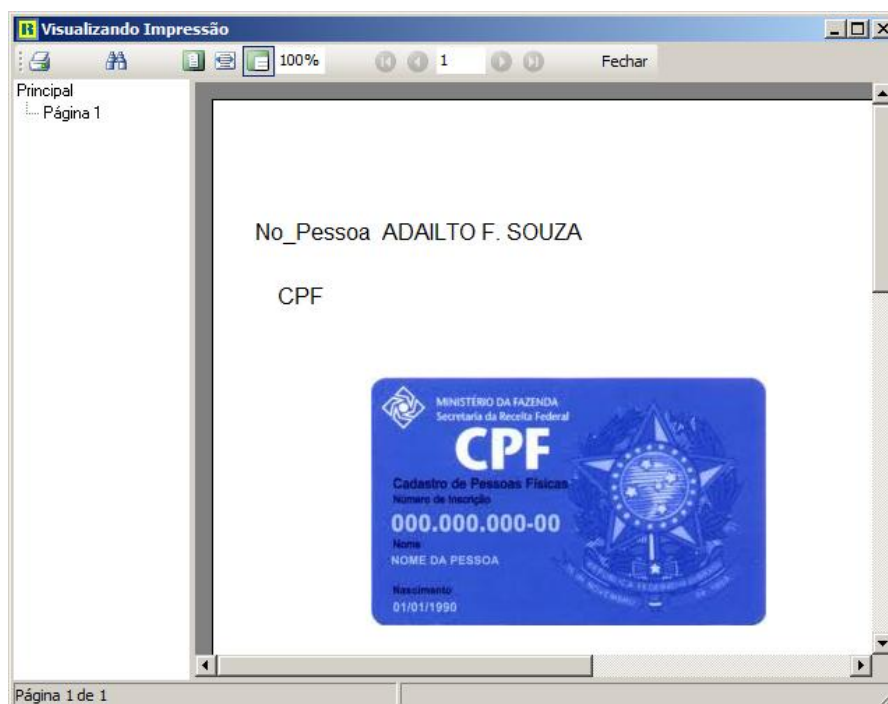 Visualizando Impressão
100%
1
Fechar
Principal
Página 1
No_Pessoa ADAILTO F. SOUZA
CPF
MINISTÉRIO DA FAZENDA
Secretaria da Receita Federal
CPF
Cadastro de Pessoas Físicas
Número de Inscrição
000.000.000-00
Nome
NOME DA PESSOA
Nascimento
01/01/1990
Página 1 de 1